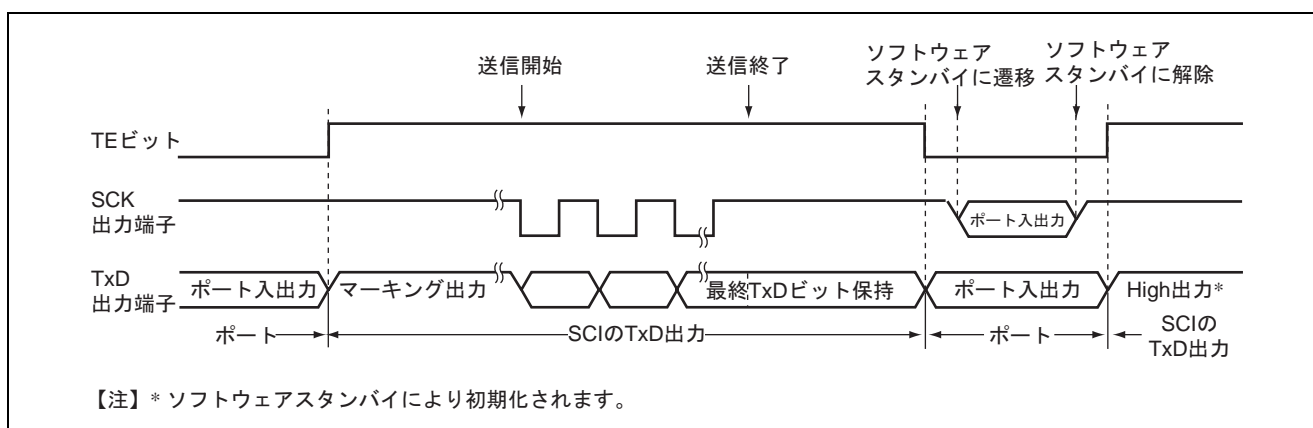 送信開始
送信終了
ソフトウェア
スタンバイに遷移
ソフトウェア
スタンバイに解除
TEビット
SCK
出力端子
ポート入出力
TxD
出力端子
ポート入出力
マーキング出力
最終TxDビット保持
ポート入出力
High出力*
ポート
SCIのTxD出力
ポート
SCIの
TxD出力
【注】* ソフトウェアスタンバイにより初期化されます。